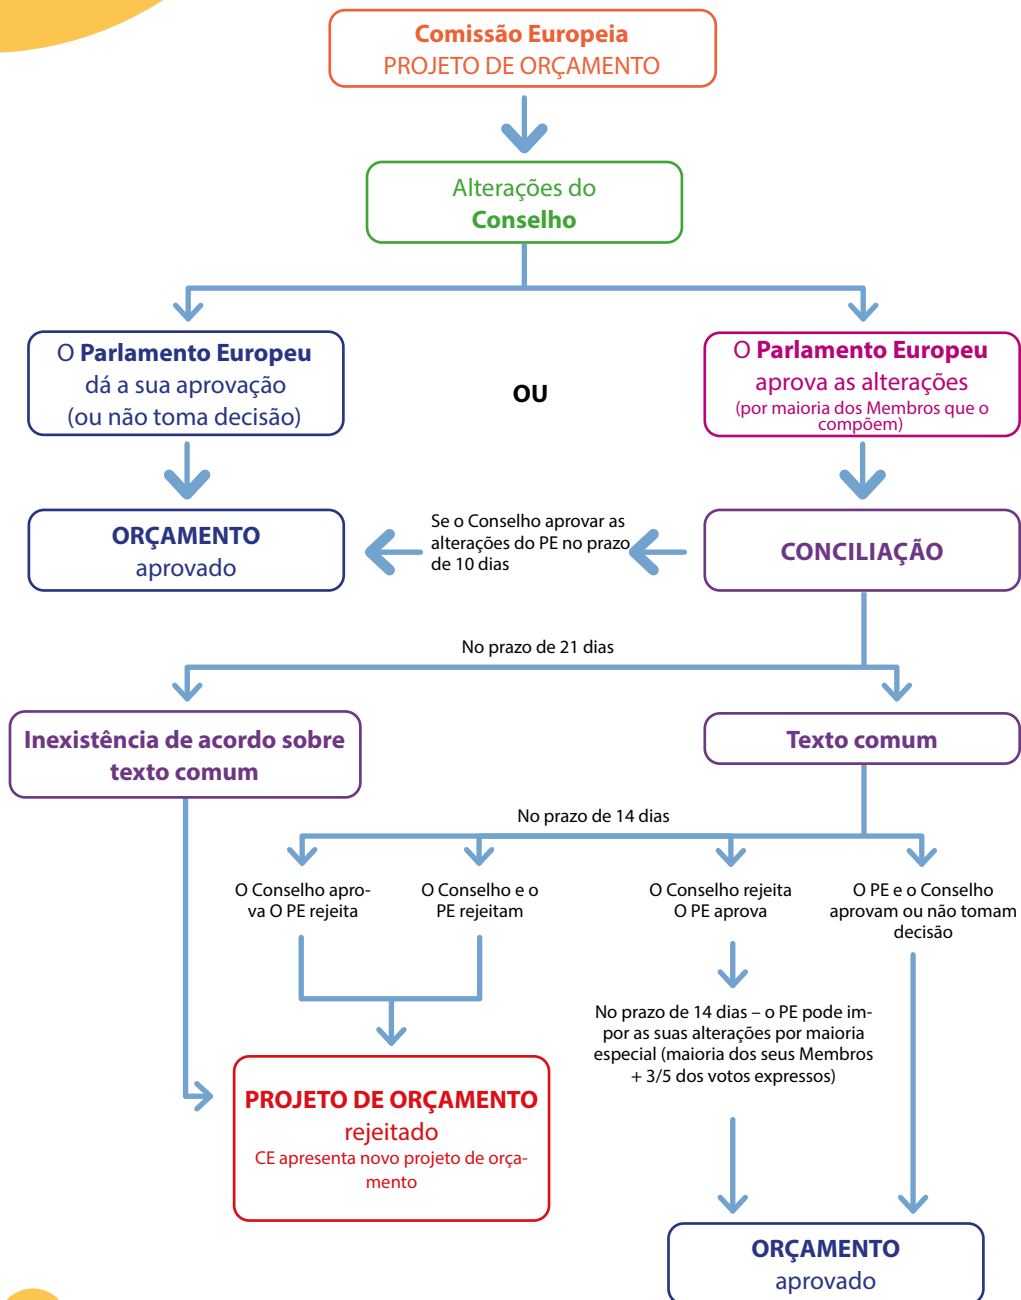 Comissão Europeia
PROJETO DE ORÇAMENTO
Alterações do
Conselho
O Parlamento Europeu
dá a sua aprovação
(ou não toma decisão)
OU
O Parlamento Europeu
aprova as alterações
(por maioria dos Membros que o
compõem)
ORÇAMENTO
aprovado
Se o Conselho aprovar as
alterações do PE no prazo
de 10 dias
CONCILIAÇÃO
No prazo de 21 dias
Inexistência de acordo sobre
texto comum
Texto comum
No prazo de 14 dias
O Conselho apro-
va O PE rejeita
O Conselho e o
PE rejeitam
O Conselho rejeita
O PE aprova
O PE e o Conselho
aprovam ou não tomam
decisão
No prazo de 14 dias – o PE pode im-
por as suas alterações por maioria
especial (maioria dos seus Membros
+ 3/5 dos votos expressos)
PROJETO DE ORÇAMENTO
rejeitado
CE apresenta novo projeto de orça-
mento
ORÇAMENTO
aprovado